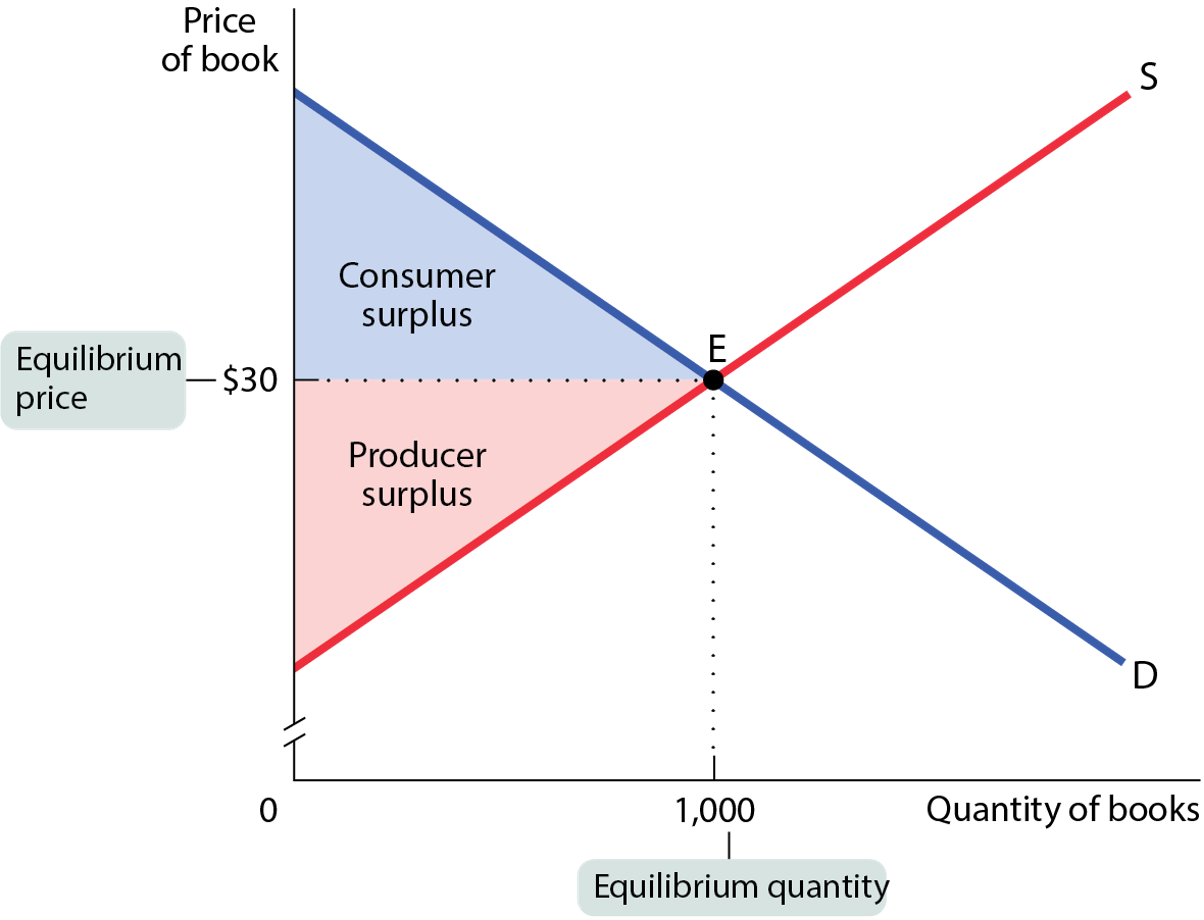 Price
of book
S
Consumer
surplus
E
Equilibrium
price
$30
Producer
surplus
D
0
1,000
Quantity of books
Equilibrium quantity